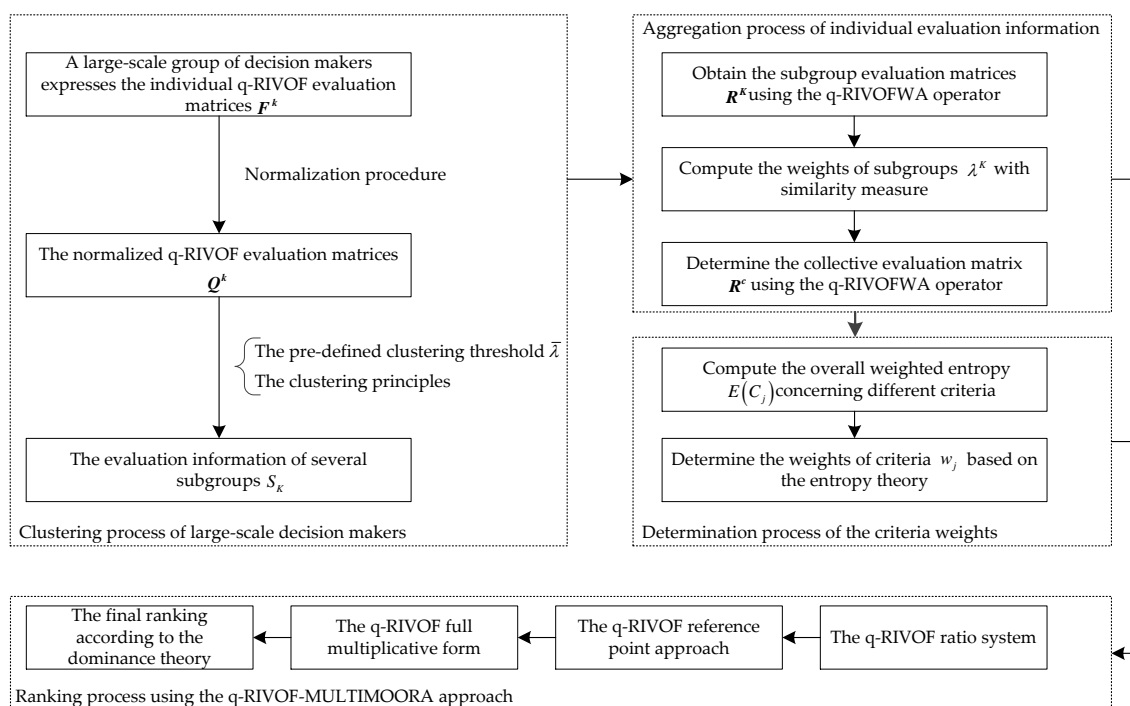 A large-scale group of decision makers
expresses the individual q-RIVOF evaluation
matrices F^k
Normalization procedure
The normalized q-RIVOF evaluation matrices
Q^k
The pre-defined clustering threshold λ̄
The clustering principles
The evaluation information of several
subgroups S_K
Clustering process of large-scale decision makers
Aggregation process of individual evaluation information
Obtain the subgroup evaluation matrices
R^K using the q-RIVOFWA operator
Compute the weights of subgroups λ^K with
similarity measure
Determine the collective evaluation matrix
R^c using the q-RIVOFWA operator
Compute the overall weighted entropy
E(C_j) concerning different criteria
Determine the weights of criteria w_j based on
the entropy theory
Determination process of the criteria weights
The final ranking
according to the
dominance theory
The q-RIVOF full
multiplicative form
The q-RIVOF reference
point approach
The q-RIVOF ratio system
Ranking process using the q-RIVOF-MULTIMOORA approach